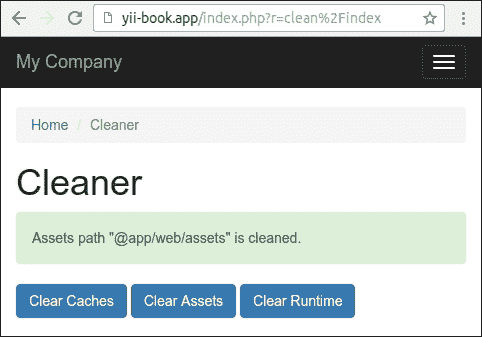 yii-book.app/index.php?r=clean%2Findex
My Company
Home / Cleaner
Cleaner
Assets path "@app/web/assets" is cleaned.
Clear Caches Clear Assets Clear Runtime